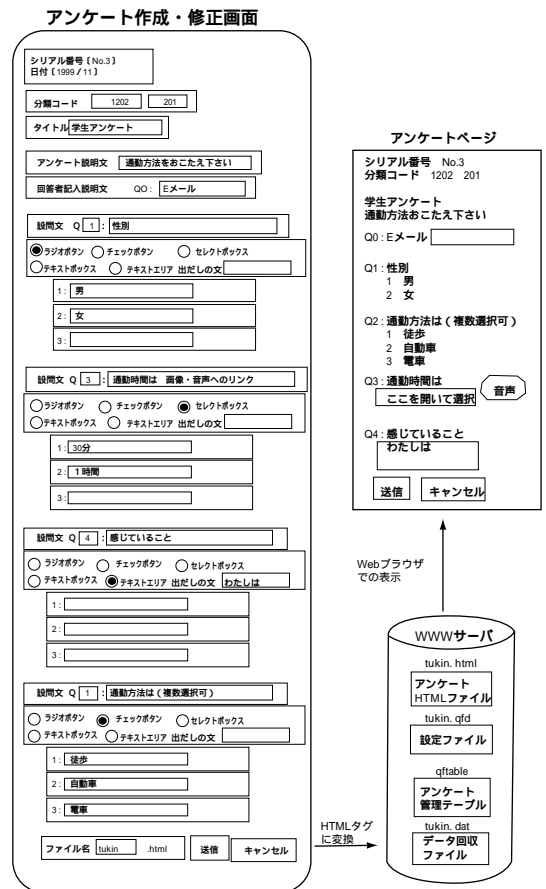 アンケート作成・修正画面
シリアル番号〔No.3〕
日付〔1999/11〕
分類コード 1202 201
タイトル 学生アンケート
アンケート説明文 通勤方法をおこたえ下さい
回答者記入説明文 QO: Eメール
設問文 Q 1 : 性別
ラジオボタン チェックボタン セレクトボックス
テキストボックス テキストエリア 出だしの文
1: 男
2: 女
3:
設問文 Q 3 : 通勤時間は 画像・音声へのリンク
ラジオボタン チェックボタン セレクトボックス
テキストボックス テキストエリア 出だしの文
1: 30分
2: 1時間
3:
設問文 Q 4 : 感じていること
ラジオボタン チェックボタン セレクトボックス
テキストボックス テキストエリア 出だしの文 わたしは
1:
2:
3:
設問文 Q 1 : 通勤方法は(複数選択可)
ラジオボタン チェックボタン セレクトボックス
テキストボックス テキストエリア 出だしの文
1: 徒歩
2: 自動車
3: 電車
ファイル名 tukin .html 送信 キャンセル
HTMLタグ
に変換
アンケートページ
シリアル番号 No.3
分類コード 1202 201
学生アンケート
通勤方法おこたえ下さい
Q0:Eメール
Q1:性別
1 男
2 女
Q2:通勤方法は(複数選択可)
1 徒歩
2 自動車
3 電車
Q3:通勤時間は
ここを開いて選択
音声
Q4:感じていること
わたしは
送信 キャンセル
Webブラウザ
での表示
WWWサーバ
tukin. html
アンケート
HTMLファイル
tukin. qfd
設定ファイル
qftable
アンケート
管理テーブル
tukin. dat
データ回収
ファイル